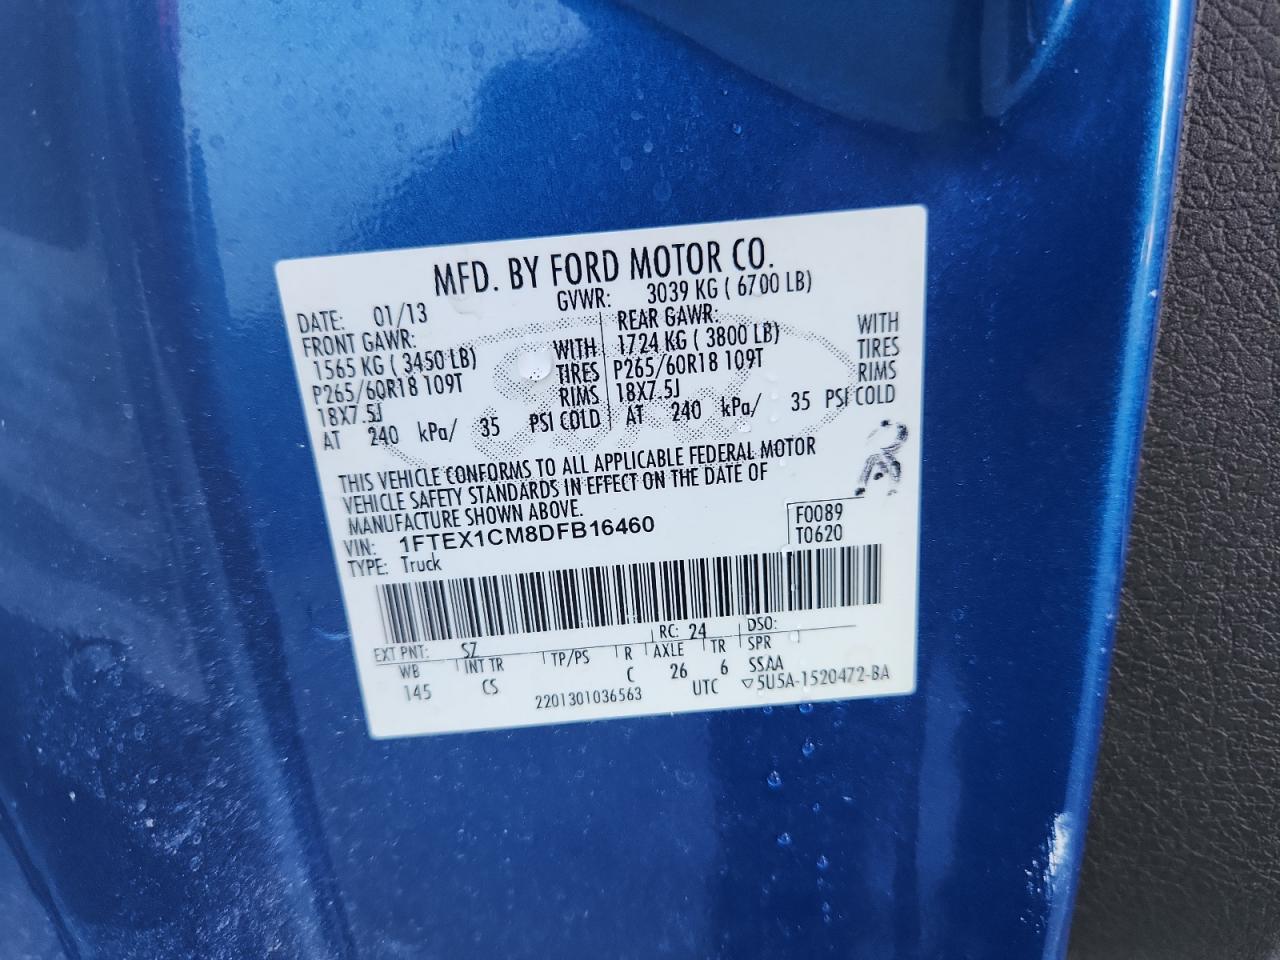 MFD. BY FORD MOTOR CO.
DATE: 01/13 GVWR: 3039 KG ( 6700 LB)
FRONT GAWR: REAR GAWR:
1565 KG ( 3450 LB) WITH 1724 KG ( 3800 LB) WITH
P265/60R18 109T TIRES P265/60R18 109T TIRES
18X7.5J RIMS 18X7.5J RIMS
AT 240 kPa/ 35 PSI COLD AT 240 kPa/ 35 PSI COLD
THIS VEHICLE CONFORMS TO ALL APPLICABLE FEDERAL MOTOR
VEHICLE SAFETY STANDARDS IN EFFECT ON THE DATE OF
MANUFACTURE SHOWN ABOVE.
VIN: 1FTEX1CM8DFB16460 F0089
TYPE: Truck T0620
EXT PNT: SZ RC: 24 DSO:
WB INT TR TP/PS R AXLE TR SPR
145 CS C 26 6 SSAA
2201301036563 UTC ▽5U5A-1520472-BA